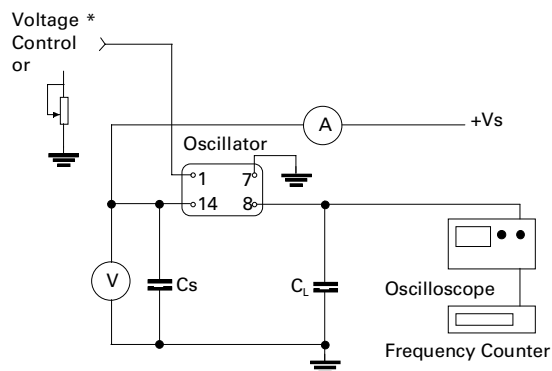 Voltage *
Control
or
A
+Vs
Oscillator
1
7
14
8
V
Cs
CL
Oscilloscope
Frequency Counter